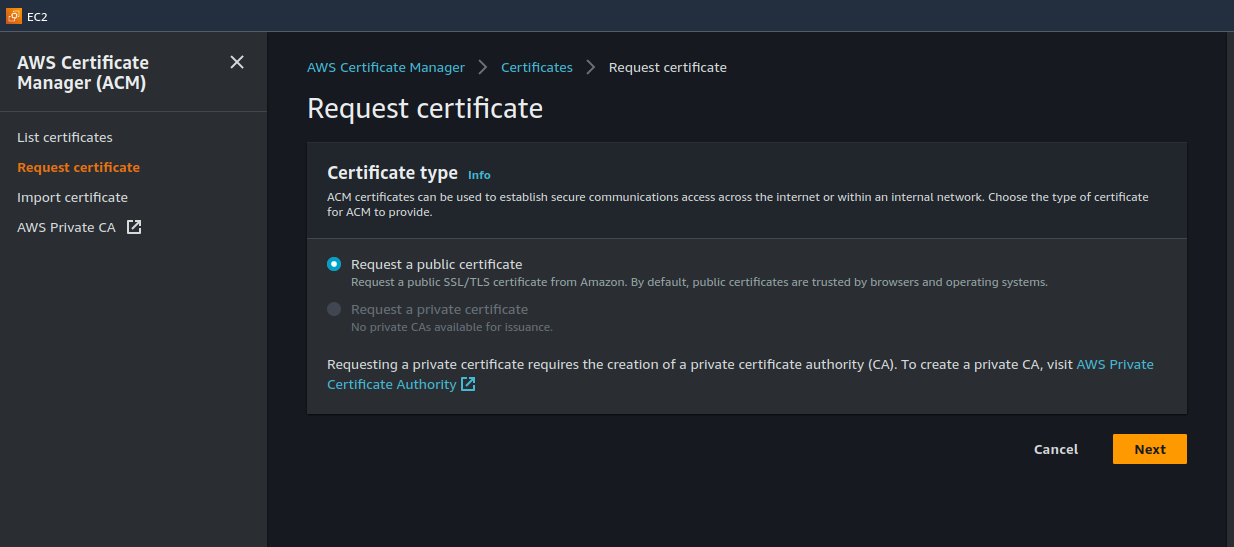 EC2
AWS Certificate
Manager (ACM)
List certificates
Request certificate
Import certificate
AWS Private CA
AWS Certificate Manager
Certificates
Request certificate
Request certificate
Certificate type Info
ACM certificates can be used to establish secure communications access across the internet or within an internal network. Choose the type of certificate
for ACM to provide.
Request a public certificate
Request a public SSL/TLS certificate from Amazon. By default, public certificates are trusted by browsers and operating systems.
Request a private certificate
No private CAs available for issuance.
Requesting a private certificate requires the creation of a private certificate authority (CA). To create a private CA, visit AWS Private
Certificate Authority
Cancel
Next